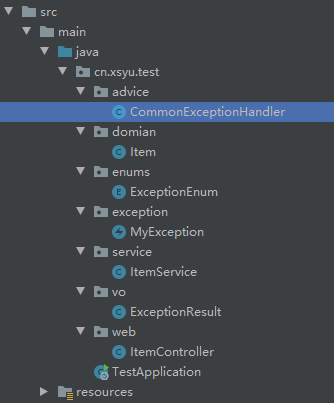 src
main
java
cn.xsyu.test
advice
CommonExceptionHandler
domian
Item
enums
ExceptionEnum
exception
MyException
service
ItemService
vo
ExceptionResult
web
ItemController
TestApplication
resources